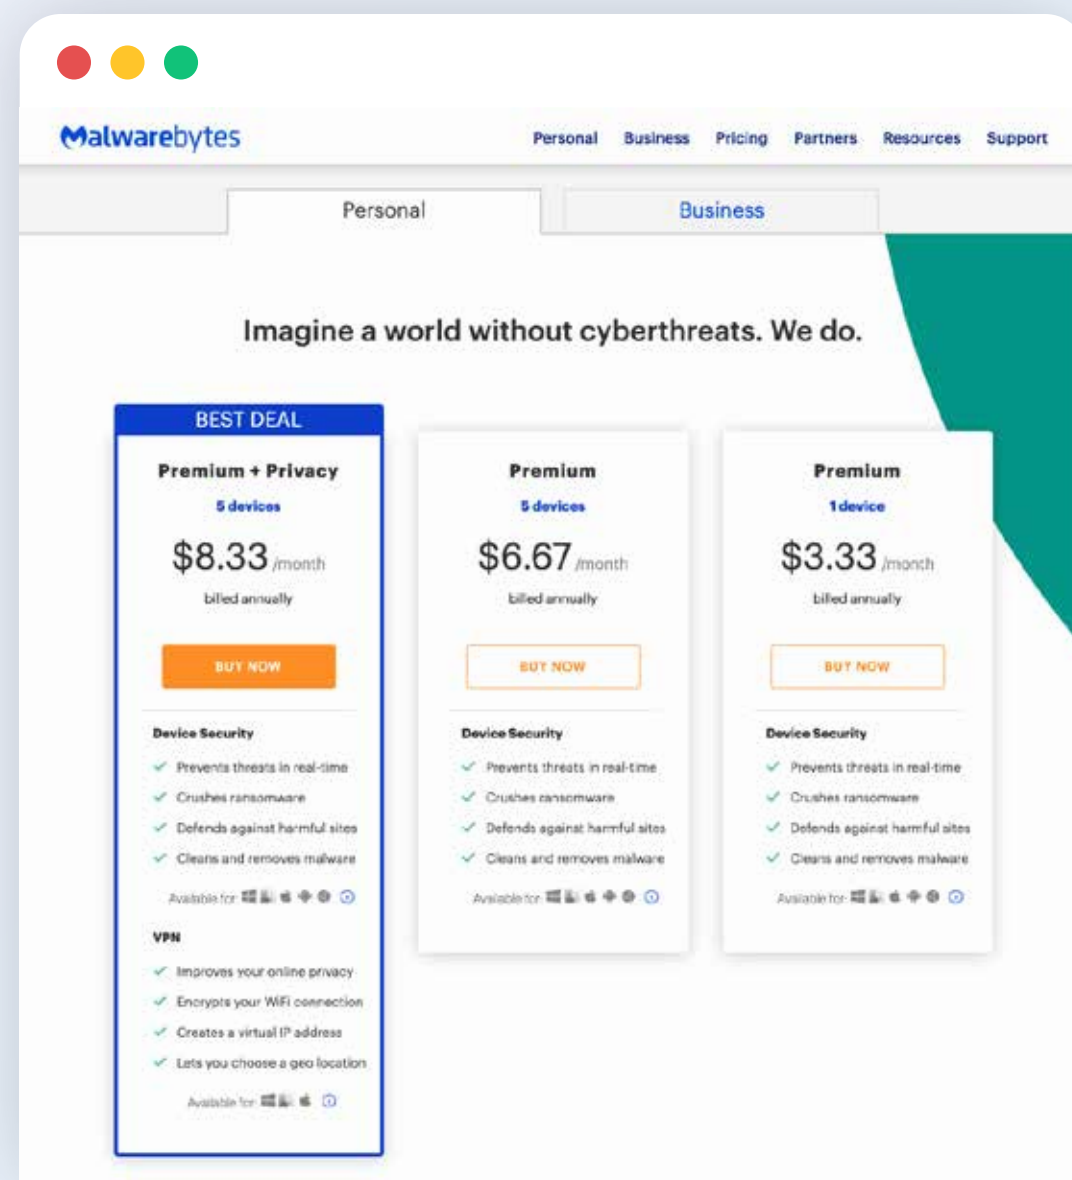 Malwarebytes
Personal Business Pricing Partners Resources Support
Personal Business
Imagine a world without cyberthreats. We do.
BEST DEAL
Premium + Privacy
5 devices
$8.33 /month
billed annually
BUY NOW
Device Security
Prevents threats in real-time
Crushes ransomware
Defends against harmful sites
Cleans and removes malware
Available for:
VPN
Improves your online privacy
Encrypts your WiFi connection
Creates a virtual IP address
Lets you choose a geo location
Available for:
Premium
5 devices
$6.67 /month
billed annually
BUY NOW
Device Security
Prevents threats in real-time
Crushes ransomware
Defends against harmful sites
Cleans and removes malware
Available for:
Premium
1 device
$3.33 /month
billed annually
BUY NOW
Device Security
Prevents threats in real-time
Crushes ransomware
Defends against harmful sites
Cleans and removes malware
Available for: